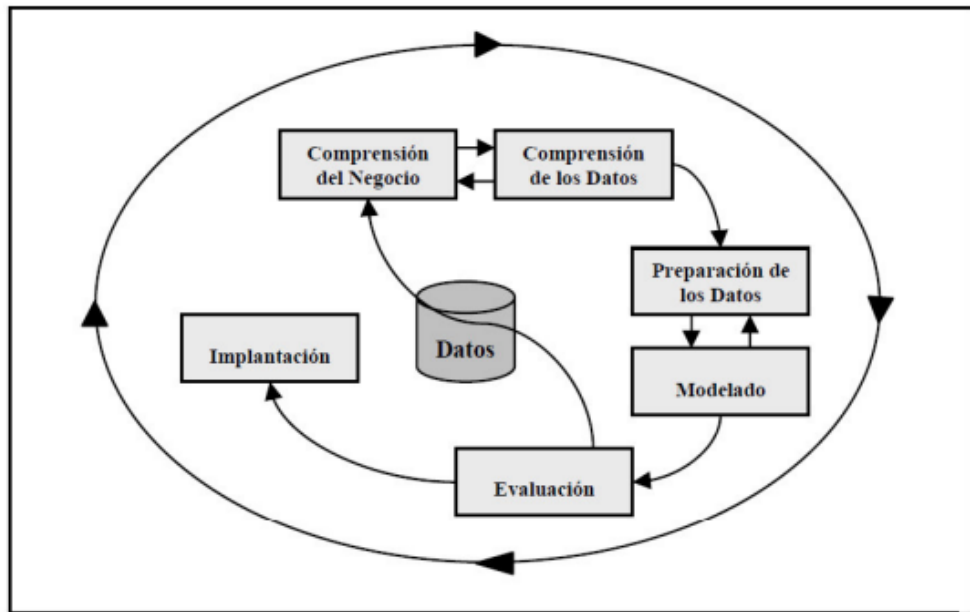 Comprensión
del Negocio
Comprensión
de los Datos
Preparación de
los Datos
Datos
Implantación
Modelado
Evaluación